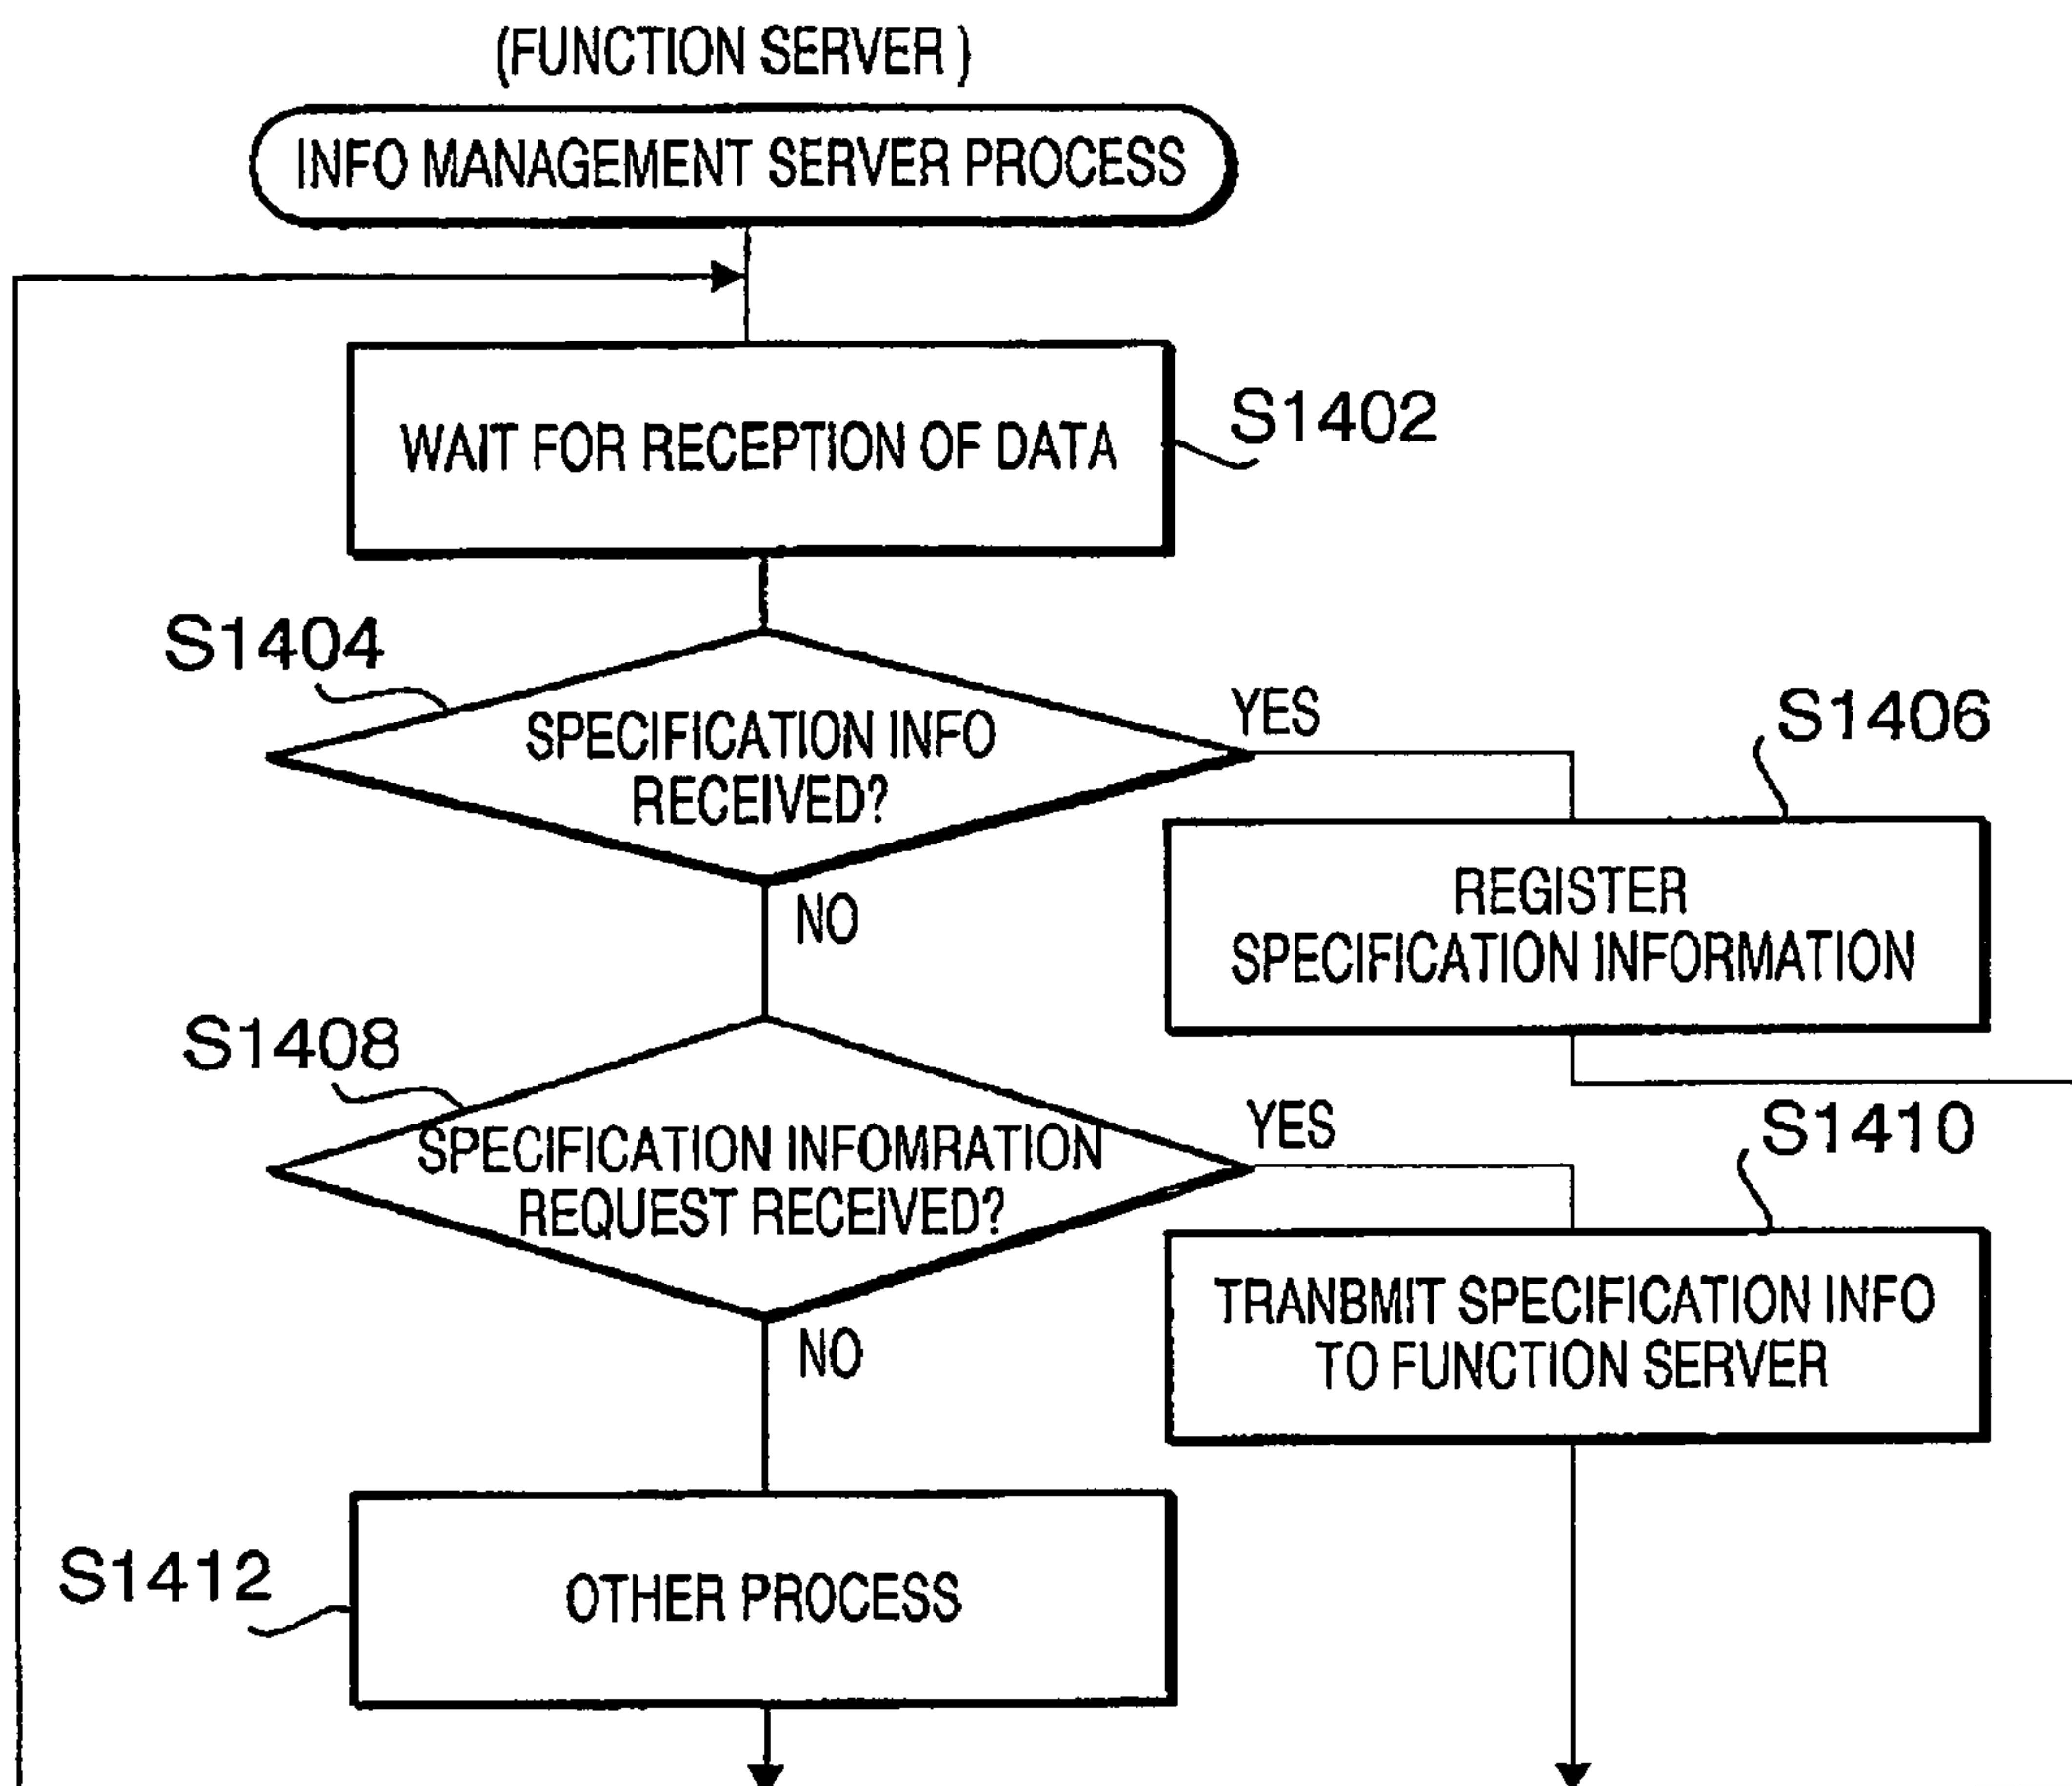 (FUNCTION SERVER )
INFO MANAGEMENT SERVER PROCESS
WAIT FOR RECEPTION OF DATA
S1402
S1404
SPECIFICATION INFO
RECEIVED?
YES
S1406
REGISTER
SPECIFICATION INFORMATION
NO
S1408
SPECIFICATION INFOMRATION
REQUEST RECEIVED?
YES
S1410
TRANBMIT SPECIFICATION INFO
TO FUNCTION SERVER
NO
S1412
OTHER PROCESS